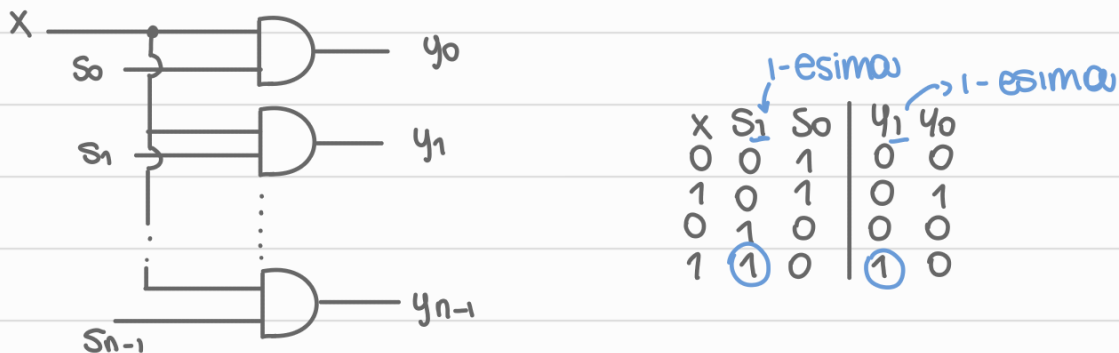 X
S0
y0
S1
y1
Sn-1
yn-1
1-esimo
1-esimo
X S1 S0 y1 y0
0 0 1 0 0
1 0 1 0 1
0 1 0 0 0
1 1 0 1 0